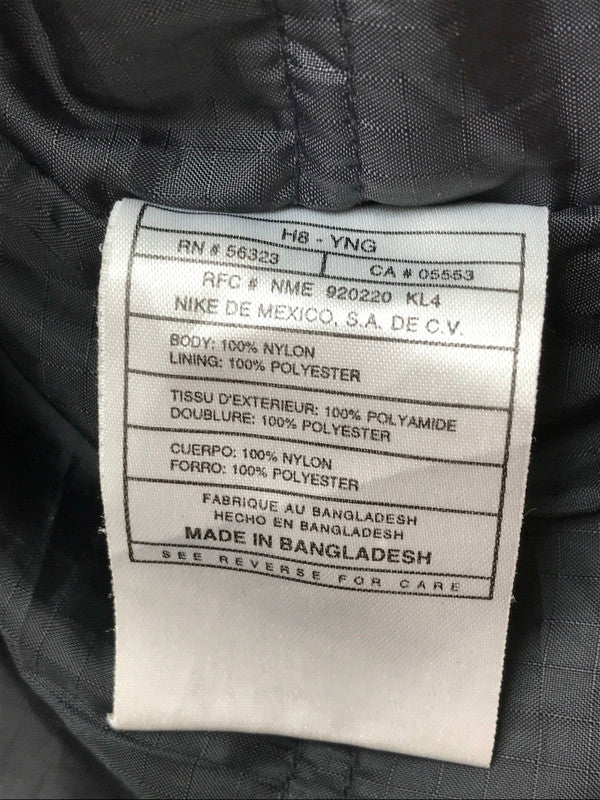 H8 - YNG
RN # 56323 CA # 05553
RFC # NME 920220 KL4
NIKE DE MEXICO, S.A. DE C.V.
BODY: 100% NYLON
LINING: 100% POLYESTER
TISSU D'EXTERIEUR: 100% POLYAMIDE
DOUBLURE: 100% POLYESTER
CUERPO: 100% NYLON
FORRO: 100% POLYESTER
FABRIQUE AU BANGLADESH
HECHO EN BANGLADESH
MADE IN BANGLADESH
SEE REVERSE FOR CARE